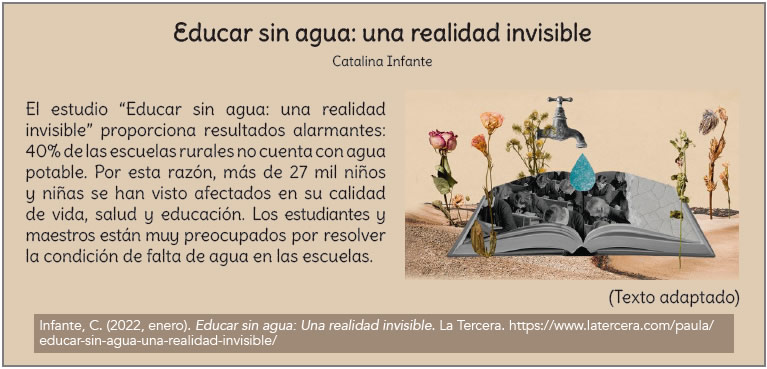 Educar sin agua: una realidad invisible
Catalina Infante
El estudio “Educar sin agua: una realidad
invisible” proporciona resultados alarmantes:
40% de las escuelas rurales no cuenta con agua
potable. Por esta razón, más de 27 mil niños
y niñas se han visto afectados en su calidad
de vida, salud y educación. Los estudiantes y
maestros están muy preocupados por resolver
la condición de falta de agua en las escuelas.
(Texto adaptado)
Infante, C. (2022, enero). Educar sin agua: Una realidad invisible. La Tercera. https://www.latercera.com/paula/
educar-sin-agua-una-realidad-invisible/